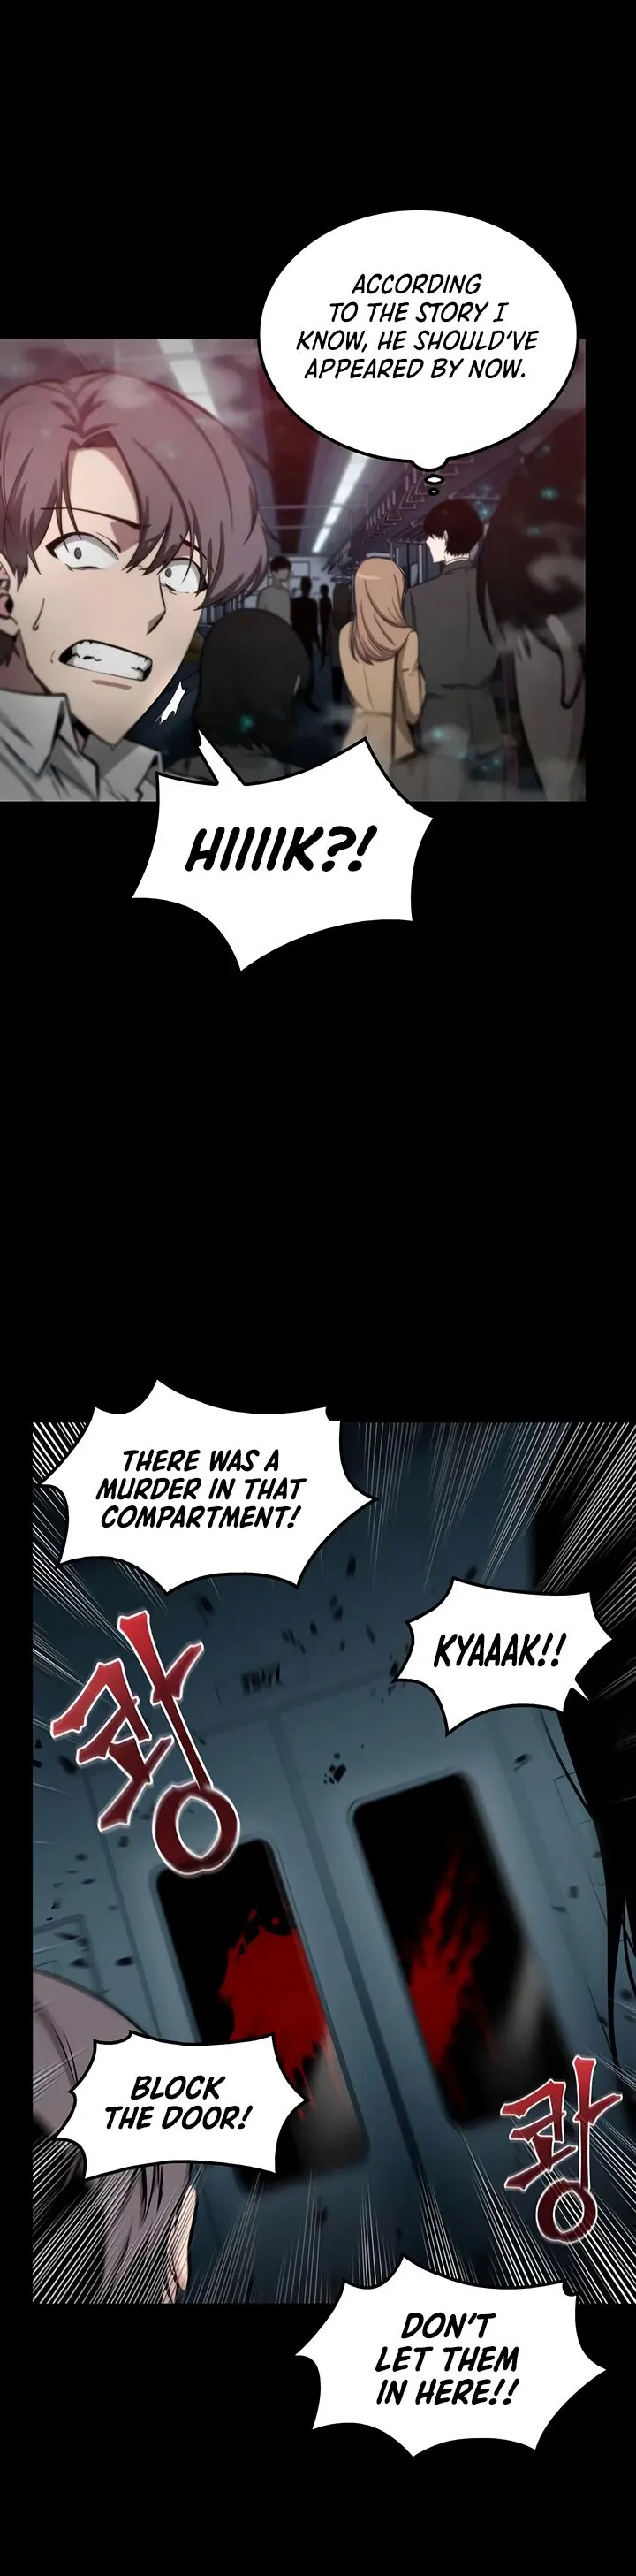 ACCORDING
TO THE STORY I
KNOW, HE SHOULD'VE
APPEARED BY NOW.
HIIIIK?!
THERE WAS A
MURDER IN THAT
COMPARTMENT!
KYAAAK!!
쾅
BLOCK
THE DOOR!
쾅
DON'T
LET THEM
IN HERE!!